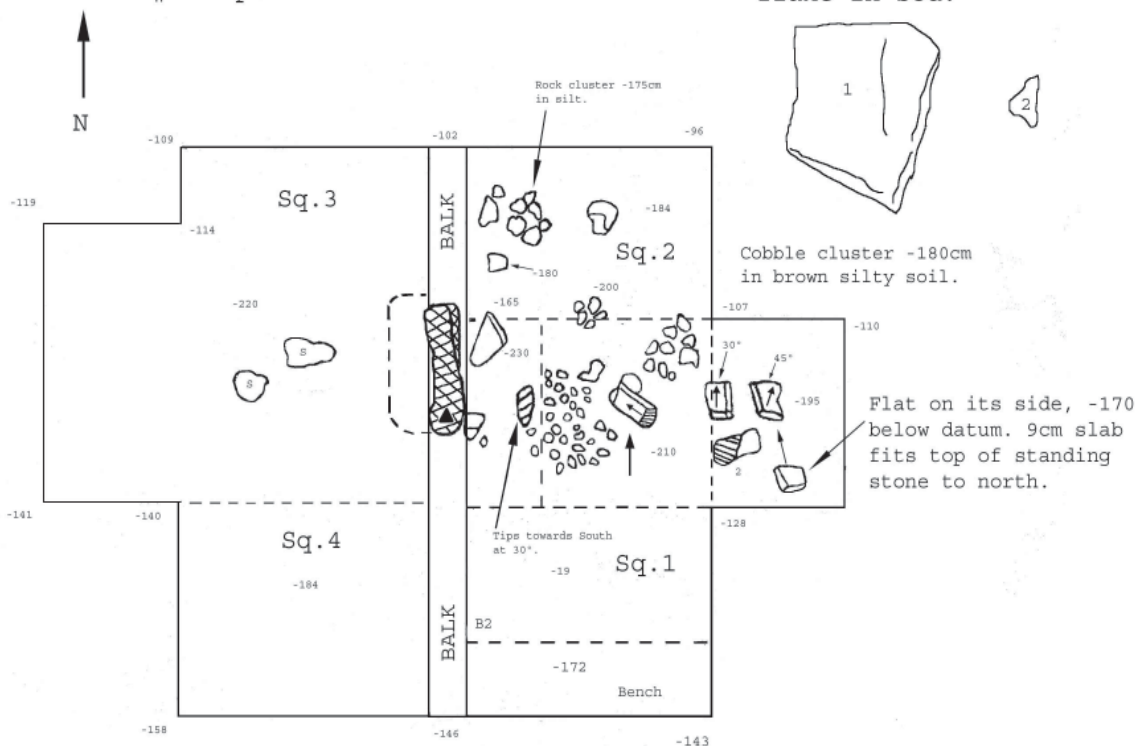 N
1
2
Rock cluster -175cm
in silt.
-109
-102
-96
-119
Sq.3
BALK
-184
-114
Sq.2
Cobble cluster -180cm
in brown silty soil.
-180
-220
-165
-200
-107
-110
S
-230
30°
45°
S
-195
Flat on its side, -170
below datum. 9cm slab
fits top of standing
stone to north.
-210
2
-141
-140
-128
Tips towards South
at 30°.
Sq.4
Sq.1
-19
-184
BALK
B2
-172
Bench
-158
-146
-143